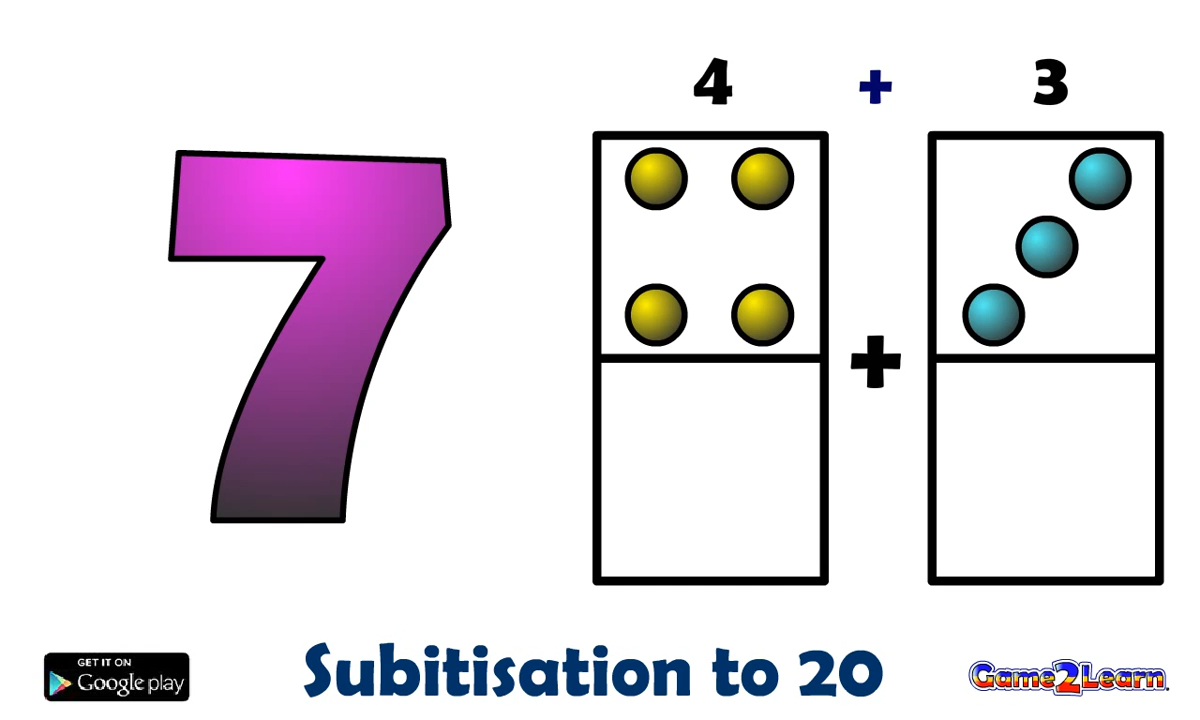 4 + 3
7
+
Subitisation to 20
GET IT ON
Google play
Game2Learn